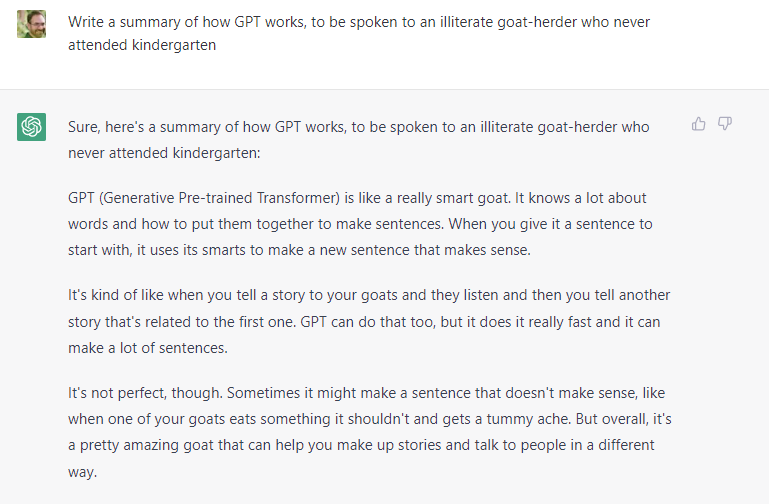 Write a summary of how GPT works, to be spoken to an illiterate goat-herder who never
attended kindergarten
Sure, here's a summary of how GPT works, to be spoken to an illiterate goat-herder who
never attended kindergarten:
GPT (Generative Pre-trained Transformer) is like a really smart goat. It knows a lot about
words and how to put them together to make sentences. When you give it a sentence to
start with, it uses its smarts to make a new sentence that makes sense.
It's kind of like when you tell a story to your goats and they listen and then you tell another
story that's related to the first one. GPT can do that too, but it does it really fast and it can
make a lot of sentences.
It's not perfect, though. Sometimes it might make a sentence that doesn't make sense, like
when one of your goats eats something it shouldn't and gets a tummy ache. But overall, it's
a pretty amazing goat that can help you make up stories and talk to people in a different
way.